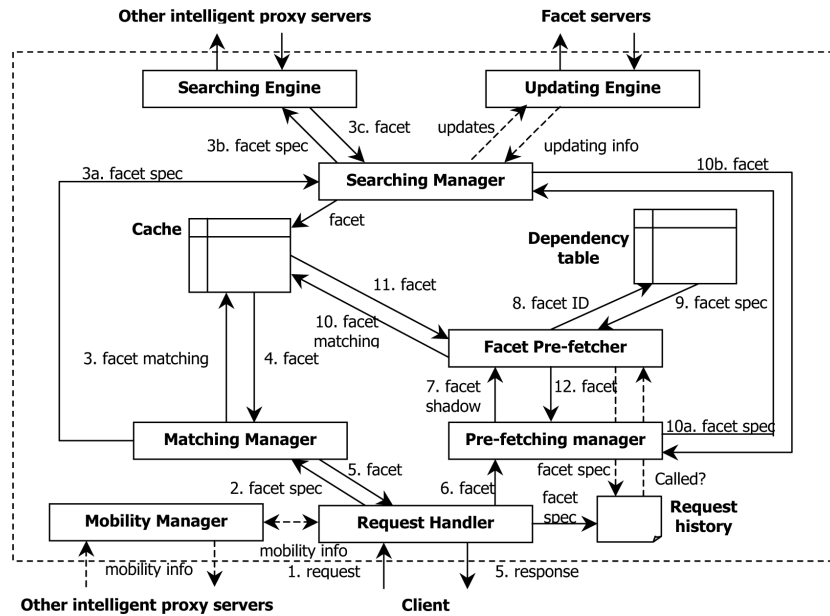 Other intelligent proxy servers
Facet servers
Searching Engine
Updating Engine
3c. facet
updates
3b. facet spec
updating info
3a. facet spec
10b. facet
Searching Manager
facet
Cache
Dependency
table
11. facet
8. facet ID
9. facet spec
10. facet
matching
Facet Pre-fetcher
3. facet matching
4. facet
7. facet
shadow
12. facet
10a. facet spec
Matching Manager
Pre-fetching manager
5. facet
facet spec
Called?
2. facet spec
6. facet
facet
spec
Request
history
Mobility Manager
Request Handler
mobility info
mobility info
1. request
5. response
Other intelligent proxy servers
Client